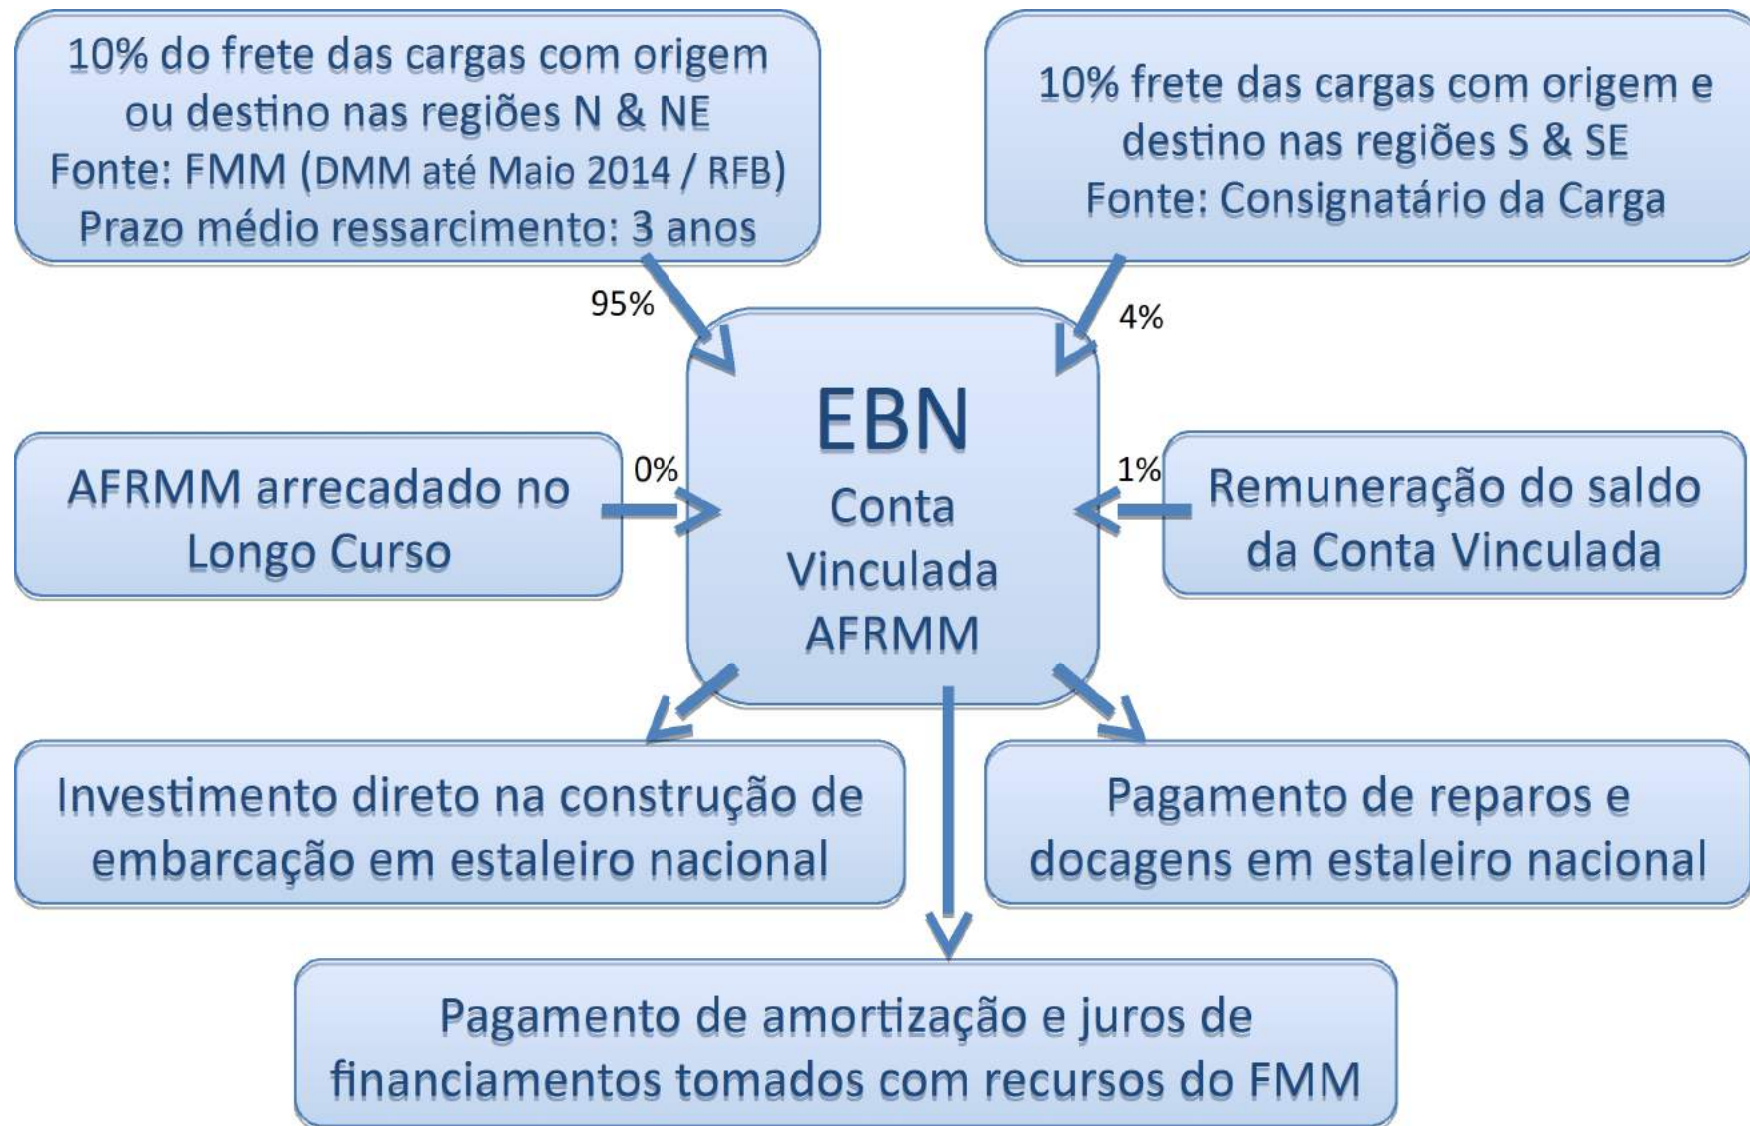 10% do frete das cargas com origem
ou destino nas regiões N & NE
Fonte: FMM (DMM até Maio 2014 / RFB)
Prazo médio ressarcimento: 3 anos
10% frete das cargas com origem e
destino nas regiões S & SE
Fonte: Consignatário da Carga
95%
4%
EBN
Conta
Vinculada
AFRMM
AFRMM arrecadado no
Longo Curso
0%
1%
Remuneração do saldo
da Conta Vinculada
Investimento direto na construção de
embarcação em estaleiro nacional
Pagamento de reparos e
docagens em estaleiro nacional
Pagamento de amortização e juros de
financiamentos tomados com recursos do FMM